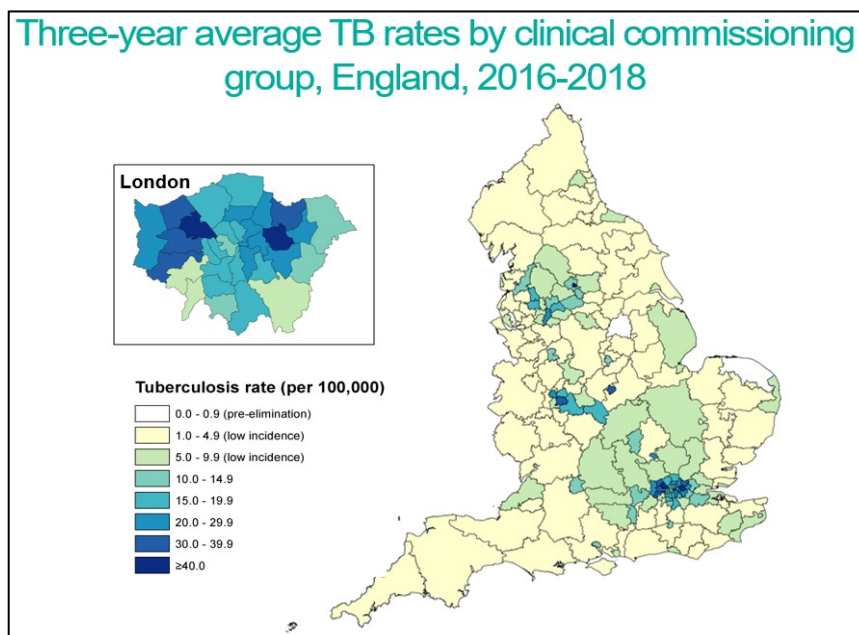 Three-year average TB rates by clinical commissioning
group, England, 2016-2018
London
Tuberculosis rate (per 100,000)
0.0 - 0.9 (pre-elimination)
1.0 - 4.9 (low incidence)
5.0 - 9.9 (low incidence)
10.0 - 14.9
15.0 - 19.9
20.0 - 29.9
30.0 - 39.9
≥40.0